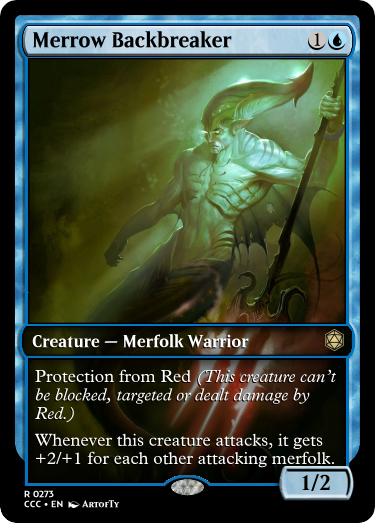 Merrow Backbreaker 1
Creature — Merfolk Warrior
Protection from Red (This creature can't
be blocked, targeted or dealt damage by
Red.)
Whenever this creature attacks, it gets
+2/+1 for each other attacking merfolk.
1/2
R 0273
CCC • EN ArtofTy